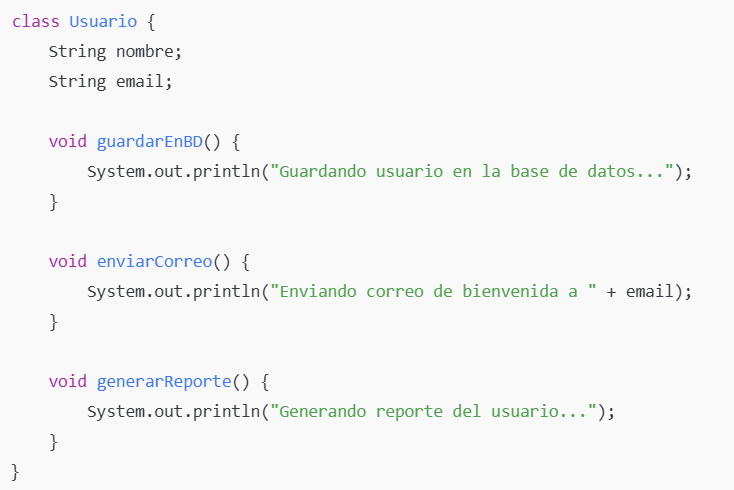 class Usuario {
    String nombre;
    String email;

    void guardarEnBD() {
        System.out.println("Guardando usuario en la base de datos...");
    }

    void enviarCorreo() {
        System.out.println("Enviando correo de bienvenida a " + email);
    }

    void generarReporte() {
        System.out.println("Generando reporte del usuario...");
    }
}